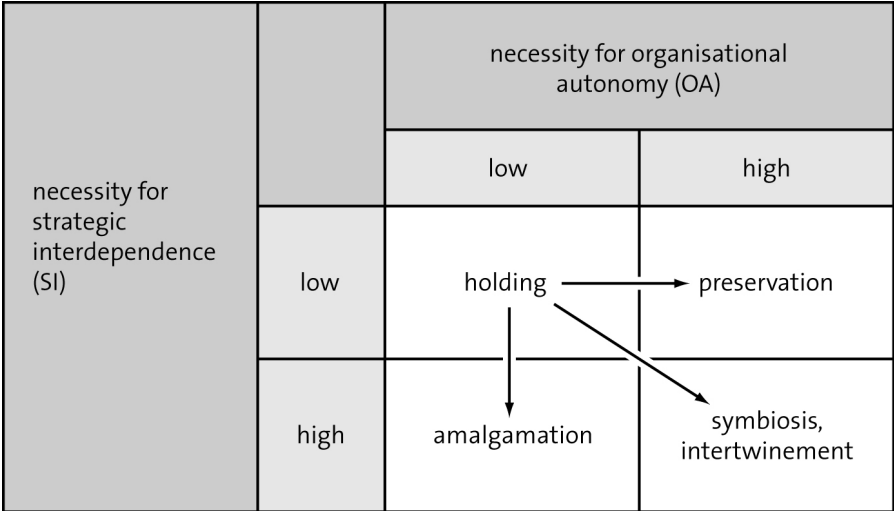 necessity for organisational
autonomy (OA)
low
high
necessity for
strategic
interdependence
(SI)
low
holding
preservation
high
amalgamation
symbiosis,
intertwinement